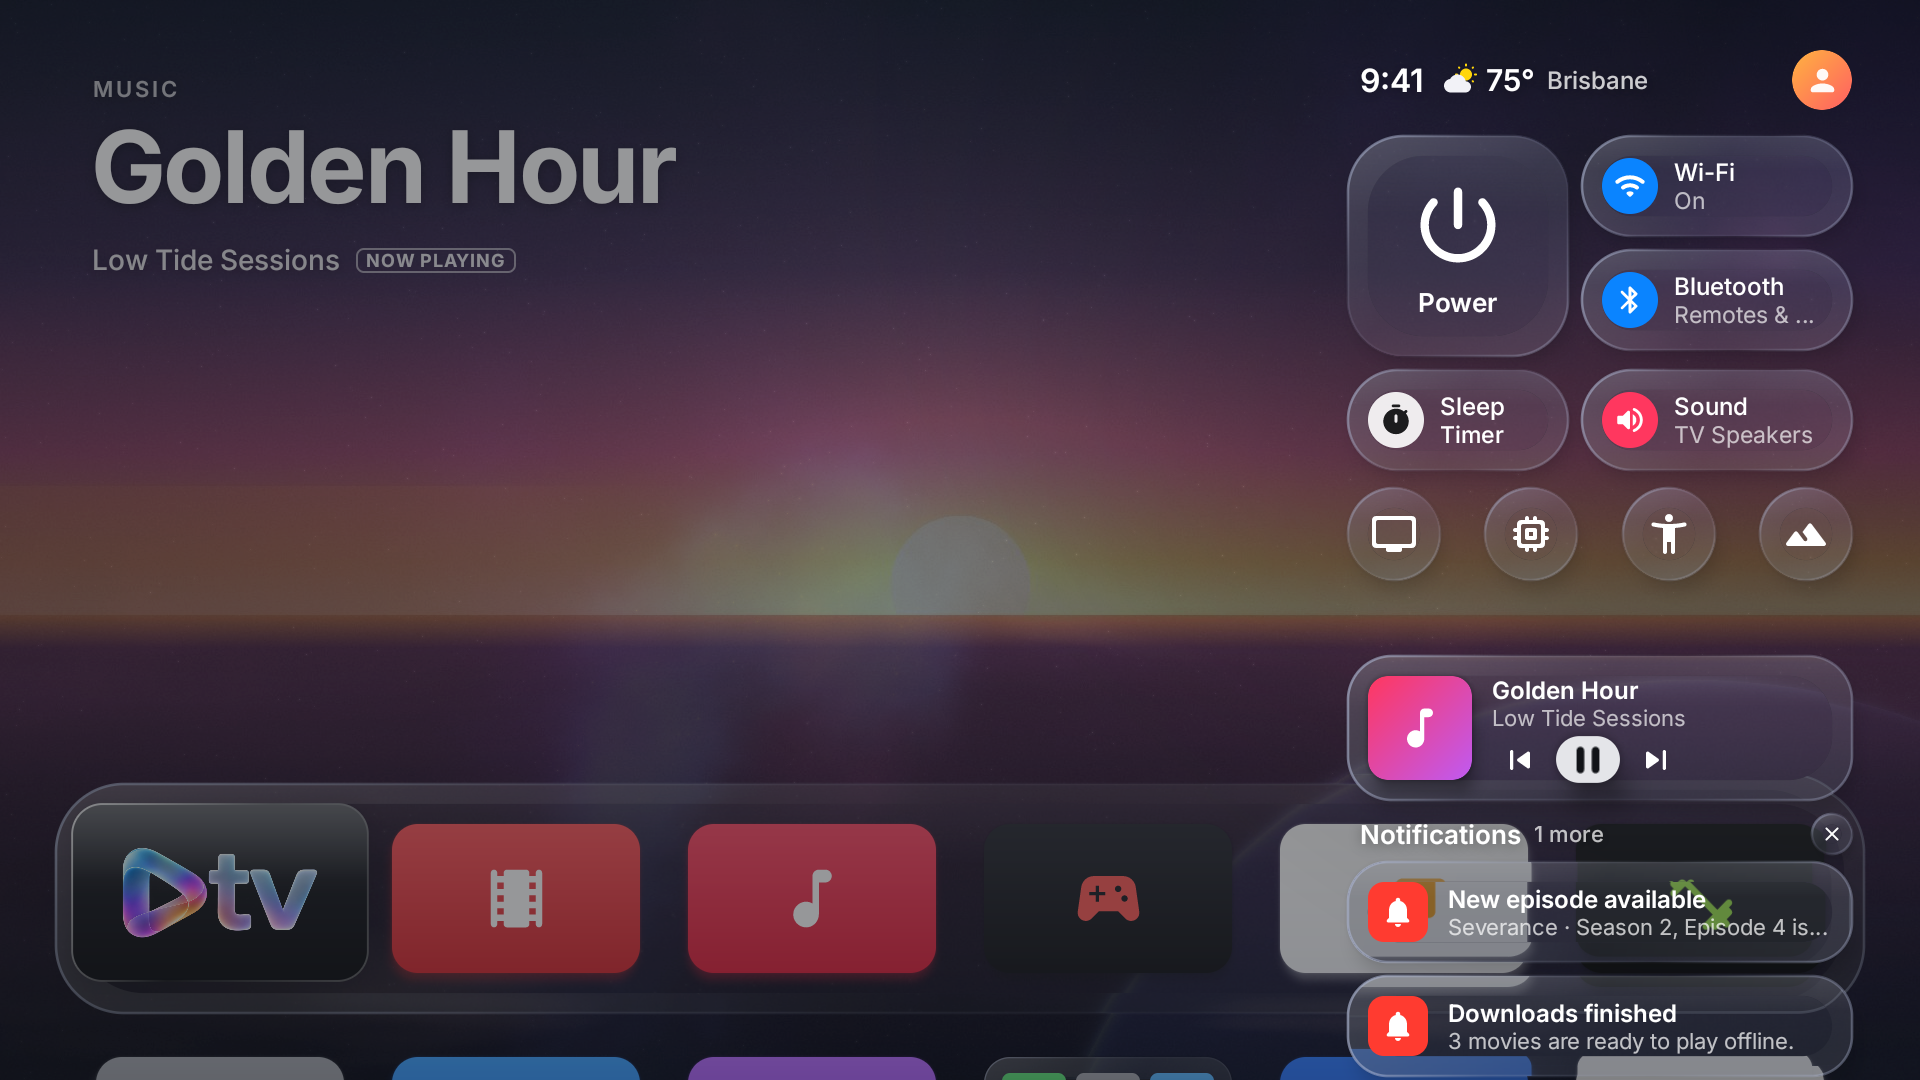 MUSIC
Golden Hour
Low Tide Sessions NOW PLAYING
9:41 75° Brisbane
Power
Wi-Fi
On
Bluetooth
Remotes & ...
Sleep
Timer
Sound
TV Speakers
Golden Hour
Low Tide Sessions
Notifications 1 more
New episode available
Severance · Season 2, Episode 4 is...
Downloads finished
3 movies are ready to play offline.
tv